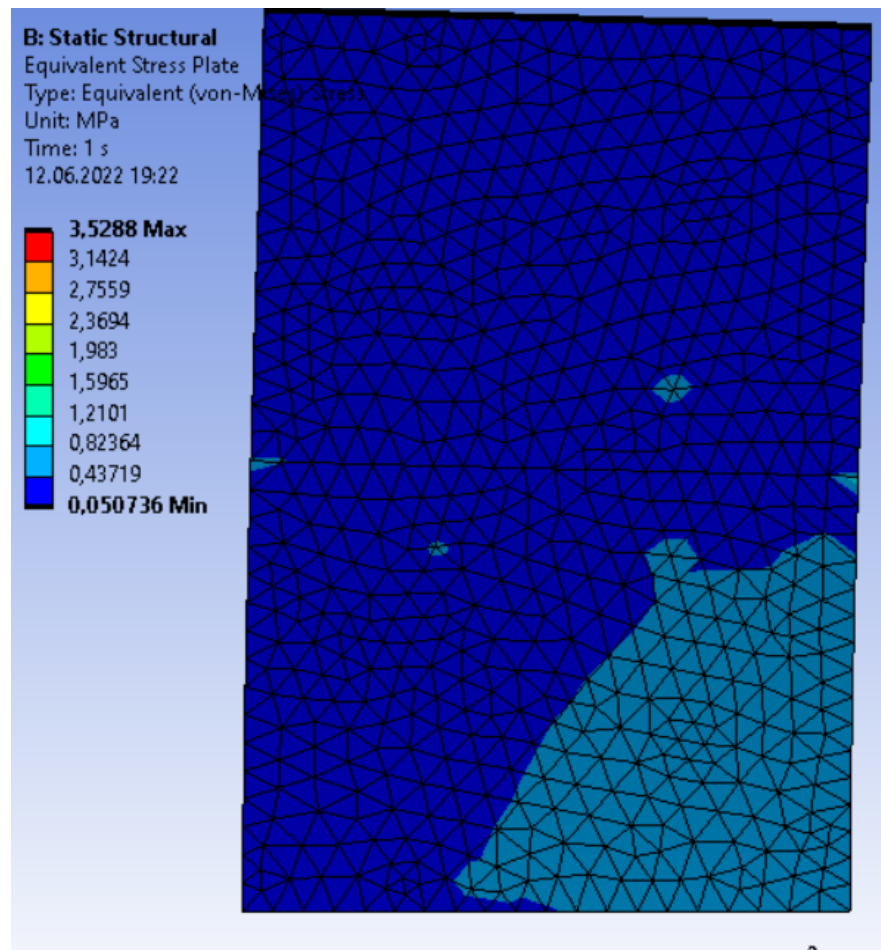 B: Static Structural
Equivalent Stress Plate
Type: Equivalent (von-Mises) Stress
Unit: MPa
Time: 1 s
12.06.2022 19:22
3,5288 Max
3,1424
2,7559
2,3694
1,983
1,5965
1,2101
0,82364
0,43719
0,050736 Min